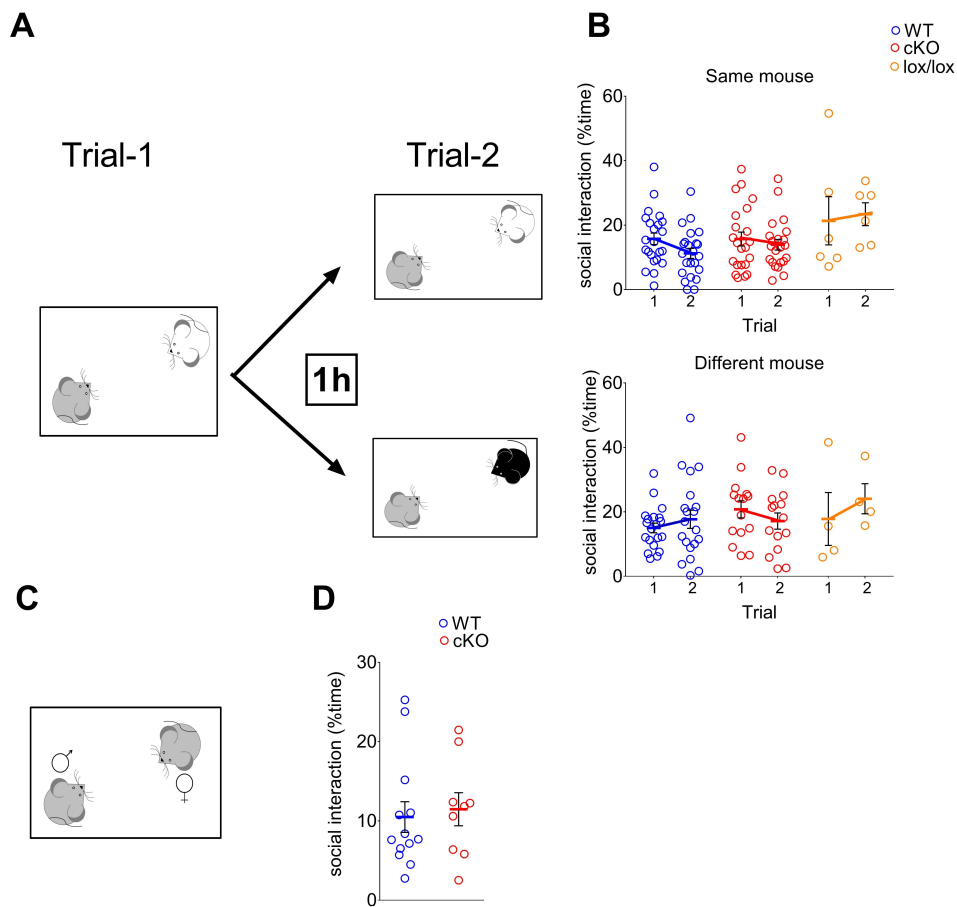 A
B
WT
cKO
lox/lox
Trial-1
Trial-2
1h
Same mouse
social interaction (%time)
60
40
20
0
1 2 1 2 1 2
Trial
Different mouse
social interaction (%time)
60
40
20
0
1 2 1 2 1 2
Trial
C
D
WT
cKO
social interaction (%time)
30
20
10
0